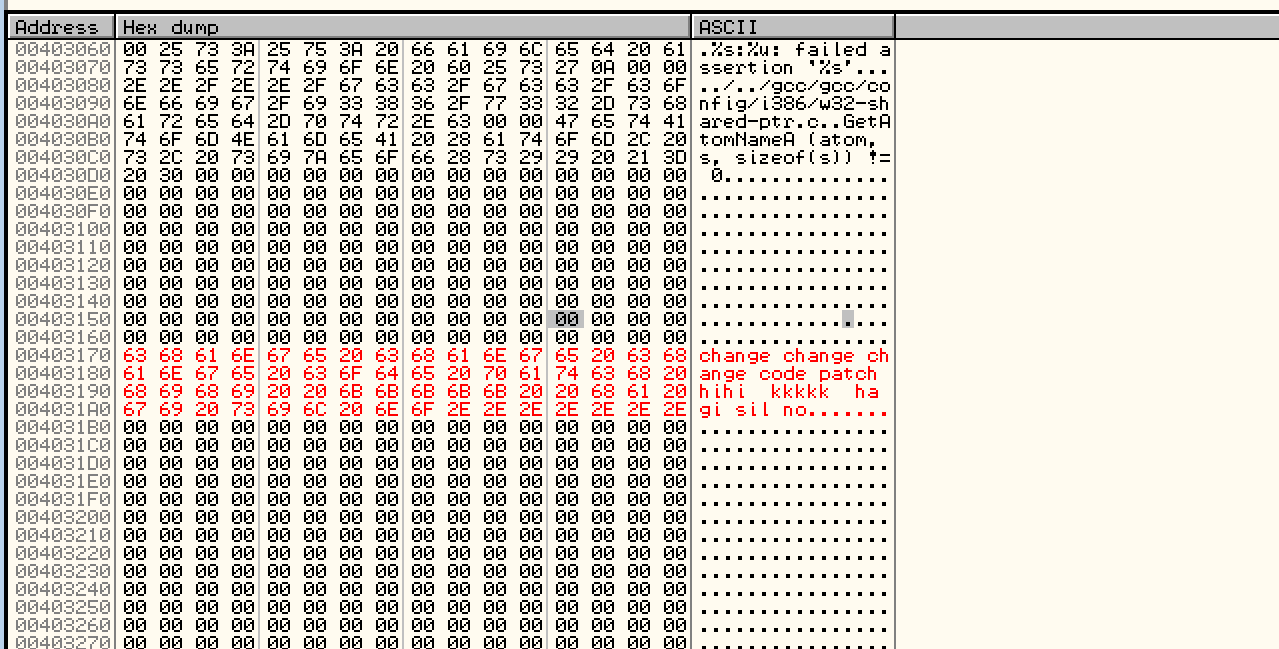 Address Hex dump ASCII
00403060 00 25 73 3A 25 75 3A 20 66 61 69 6C 65 64 20 61 .%s:%u: failed a
00403070 73 73 65 72 74 69 6F 6E 20 60 25 73 27 0A 00 00 ssertion '%s'...
00403080 2E 2E 2F 2E 2E 2F 67 63 63 2F 67 63 63 2F 63 6F ../../gcc/gcc/co
00403090 6E 66 69 67 2F 69 33 38 36 2F 77 33 32 2D 73 68 nfig/i386/w32-sh
004030A0 61 72 65 64 2D 70 74 72 2E 63 00 00 47 65 74 41 ared-ptr.c..GetA
004030B0 74 6F 6D 4E 61 6D 65 41 20 28 61 74 6F 6D 2C 20 tomNameA (atom,
004030C0 73 2C 20 73 69 7A 65 6F 66 28 73 29 29 20 21 3D s, sizeof(s)) !=
004030D0 20 30 00 00 00 00 00 00 00 00 00 00 00 00 00 00 0..............
004030E0 00 00 00 00 00 00 00 00 00 00 00 00 00 00 00 00 ................
004030F0 00 00 00 00 00 00 00 00 00 00 00 00 00 00 00 00 ................
00403100 00 00 00 00 00 00 00 00 00 00 00 00 00 00 00 00 ................
00403110 00 00 00 00 00 00 00 00 00 00 00 00 00 00 00 00 ................
00403120 00 00 00 00 00 00 00 00 00 00 00 00 00 00 00 00 ................
00403130 00 00 00 00 00 00 00 00 00 00 00 00 00 00 00 00 ................
00403140 00 00 00 00 00 00 00 00 00 00 00 00 00 00 00 00 ................
00403150 00 00 00 00 00 00 00 00 00 00 00 00 00 00 00 00 ................
00403160 00 00 00 00 00 00 00 00 00 00 00 00 00 00 00 00 ................
00403170 63 68 61 6E 67 65 20 63 68 61 6E 67 65 20 63 68 change change ch
00403180 61 6E 67 65 20 63 6F 64 65 20 70 61 74 63 68 20 ange code patch
00403190 68 69 68 69 20 20 6B 6B 6B 6B 6B 20 20 68 61 20 hihi  kkkkk  ha
004031A0 67 69 20 73 69 6C 20 6E 6F 2E 2E 2E 2E 2E 2E 2E gi sil no.......
004031B0 00 00 00 00 00 00 00 00 00 00 00 00 00 00 00 00 ................
004031C0 00 00 00 00 00 00 00 00 00 00 00 00 00 00 00 00 ................
004031D0 00 00 00 00 00 00 00 00 00 00 00 00 00 00 00 00 ................
004031E0 00 00 00 00 00 00 00 00 00 00 00 00 00 00 00 00 ................
004031F0 00 00 00 00 00 00 00 00 00 00 00 00 00 00 00 00 ................
00403200 00 00 00 00 00 00 00 00 00 00 00 00 00 00 00 00 ................
00403210 00 00 00 00 00 00 00 00 00 00 00 00 00 00 00 00 ................
00403220 00 00 00 00 00 00 00 00 00 00 00 00 00 00 00 00 ................
00403230 00 00 00 00 00 00 00 00 00 00 00 00 00 00 00 00 ................
00403240 00 00 00 00 00 00 00 00 00 00 00 00 00 00 00 00 ................
00403250 00 00 00 00 00 00 00 00 00 00 00 00 00 00 00 00 ................
00403260 00 00 00 00 00 00 00 00 00 00 00 00 00 00 00 00 ................
00403270 00 00 00 00 00 00 00 00 00 00 00 00 00 00 00 00 ................